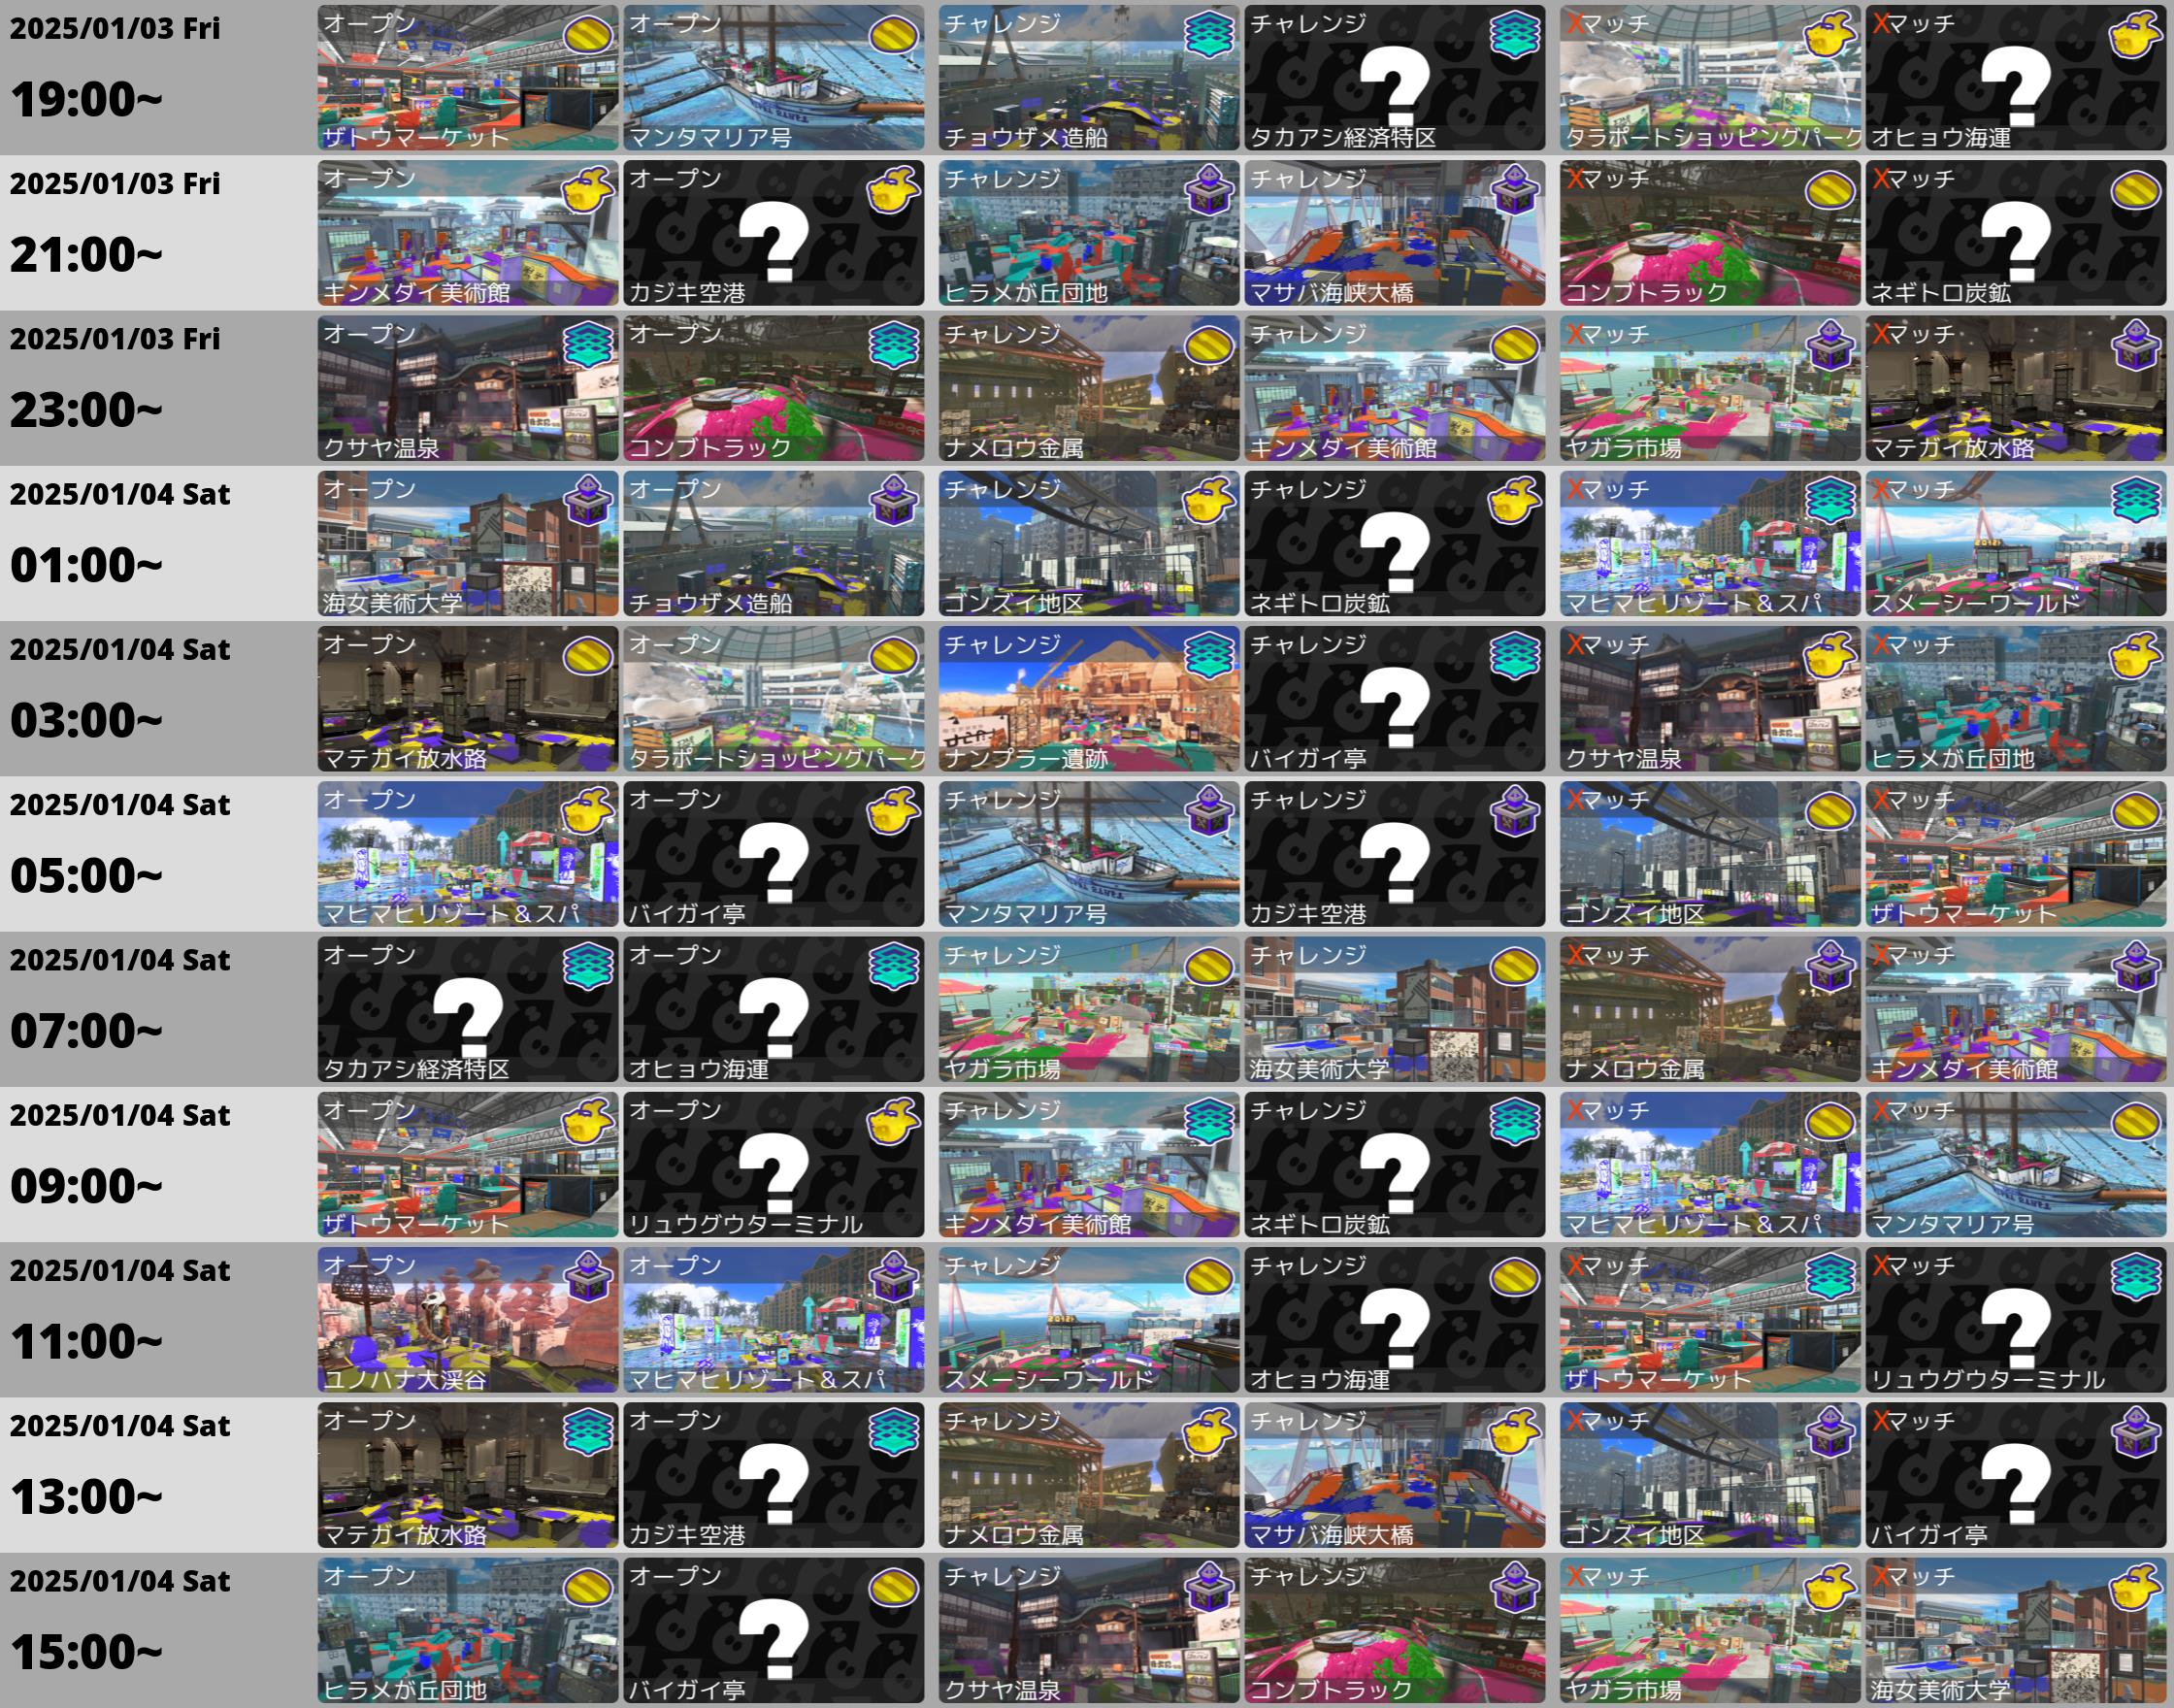 2025/01/03 Fri
19:00~
オープン
ザトウマーケット
オープン
マンタマリア号
チャレンジ
チョウザメ造船
チャレンジ
タカアシ経済特区
Xマッチ
タラポートショッピングパーク
Xマッチ
オヒョウ海運
2025/01/03 Fri
21:00~
オープン
キンメダイ美術館
オープン
カジキ空港
チャレンジ
ヒラメが丘団地
チャレンジ
マサバ海峡大橋
Xマッチ
コンブトラック
Xマッチ
ネギトロ炭鉱
2025/01/03 Fri
23:00~
オープン
クサヤ温泉
オープン
コンブトラック
チャレンジ
ナメロウ金属
チャレンジ
キンメダイ美術館
Xマッチ
ヤガラ市場
Xマッチ
マテガイ放水路
2025/01/04 Sat
01:00~
オープン
海女美術大学
オープン
チョウザメ造船
チャレンジ
ゴンズイ地区
チャレンジ
ネギトロ炭鉱
Xマッチ
マヒマヒリゾート＆スパ
Xマッチ
スメーシーワールド
2025/01/04 Sat
03:00~
オープン
マテガイ放水路
オープン
タラポートショッピングパーク
チャレンジ
ナンプラー遺跡
チャレンジ
バイガイ亭
Xマッチ
クサヤ温泉
Xマッチ
ヒラメが丘団地
2025/01/04 Sat
05:00~
オープン
マヒマヒリゾート＆スパ
オープン
バイガイ亭
チャレンジ
マンタマリア号
チャレンジ
カジキ空港
Xマッチ
ゴンズイ地区
Xマッチ
ザトウマーケット
2025/01/04 Sat
07:00~
オープン
タカアシ経済特区
オープン
オヒョウ海運
チャレンジ
ヤガラ市場
チャレンジ
海女美術大学
Xマッチ
ナメロウ金属
Xマッチ
キンメダイ美術館
2025/01/04 Sat
09:00~
オープン
ザトウマーケット
オープン
リュウグウターミナル
チャレンジ
キンメダイ美術館
チャレンジ
ネギトロ炭鉱
Xマッチ
マヒマヒリゾート＆スパ
Xマッチ
マンタマリア号
2025/01/04 Sat
11:00~
オープン
ユノハナ大渓谷
オープン
マヒマヒリゾート＆スパ
チャレンジ
スメーシーワールド
チャレンジ
オヒョウ海運
Xマッチ
ザトウマーケット
Xマッチ
リュウグウターミナル
2025/01/04 Sat
13:00~
オープン
マテガイ放水路
オープン
カジキ空港
チャレンジ
ナメロウ金属
チャレンジ
マサバ海峡大橋
Xマッチ
ゴンズイ地区
Xマッチ
バイガイ亭
2025/01/04 Sat
15:00~
オープン
ヒラメが丘団地
オープン
バイガイ亭
チャレンジ
クサヤ温泉
チャレンジ
コンブトラック
Xマッチ
ヤガラ市場
Xマッチ
海女美術大学